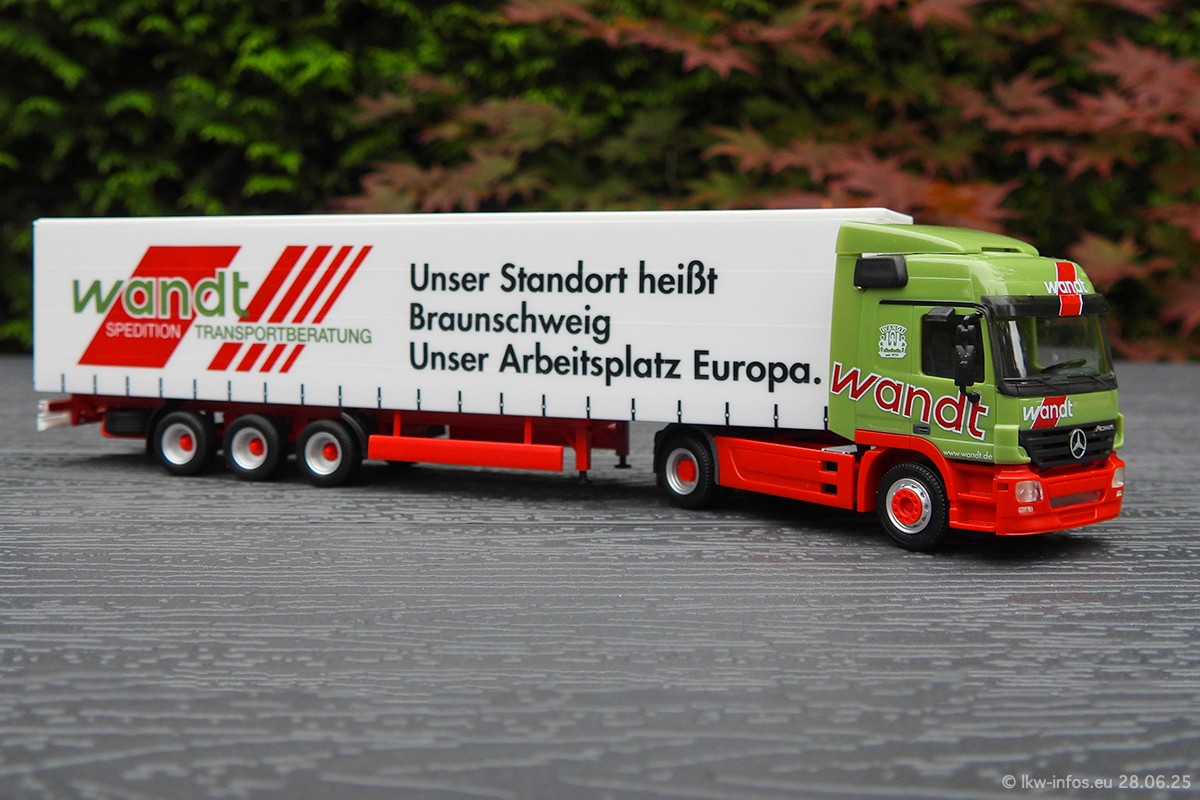 wandt
SPEDITION TRANSPORTBERATUNG
Unser Standort heißt
Braunschweig
Unser Arbeitsplatz Europa.
wandt
wandt
wandt
www.wandt.de
© lkw-infos.eu 28.06.25